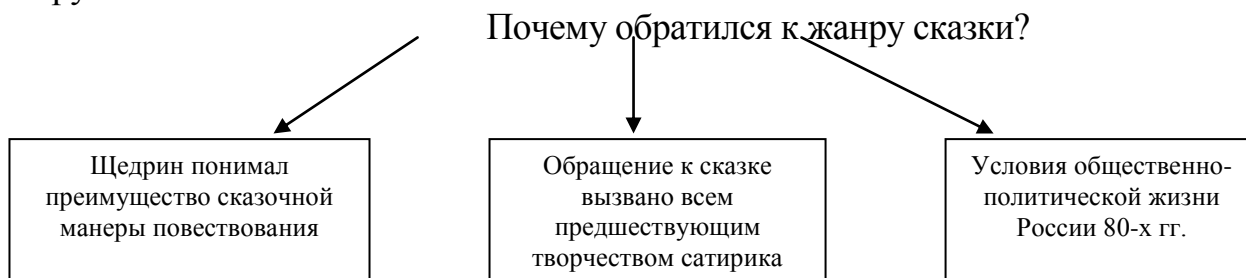 Почему обратился к жанру сказки?
Щедрин понимал
преимущество сказочной
манеры повествования
Обращение к сказке
вызвано всем
предшествующим
творчеством сатирика
Условия общественно-
политической жизни
России 80-х гг.